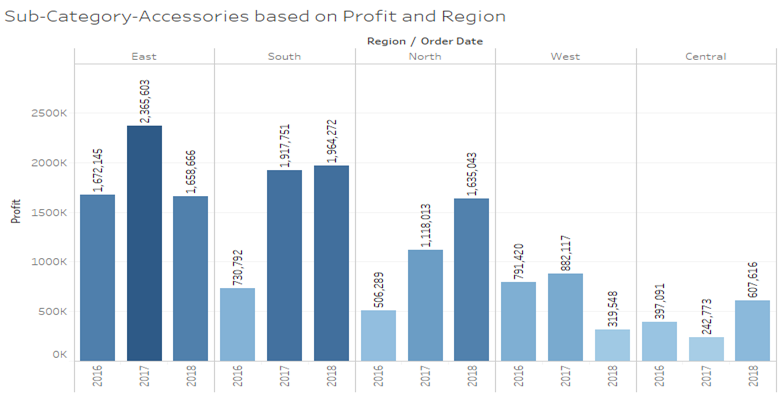 Sub-Category-Accessories based on Profit and Region
Region / Order Date
East South North West Central
Profit
2500K
2000K
1500K
1000K
500K
0K
1,672,145 2,365,603 1,658,666 730,792 1,917,751 1,964,272 506,289 1,118,013 1,635,043 791,420 882,117 319,548 397,091 242,773 607,616
2016 2017 2018 2016 2017 2018 2016 2017 2018 2016 2017 2018 2016 2017 2018